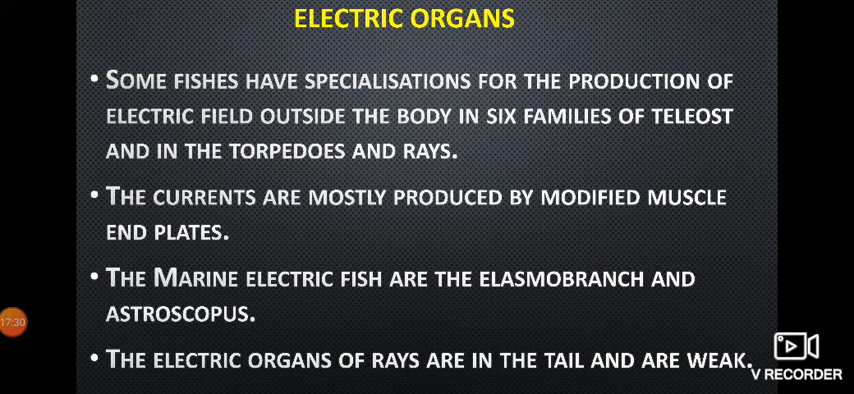 ELECTRIC ORGANS
• SOME FISHES HAVE SPECIALISATIONS FOR THE PRODUCTION OF
ELECTRIC FIELD OUTSIDE THE BODY IN SIX FAMILIES OF TELEOST
AND IN THE TORPEDOES AND RAYS.
• THE CURRENTS ARE MOSTLY PRODUCED BY MODIFIED MUSCLE
END PLATES.
• THE MARINE ELECTRIC FISH ARE THE ELASMOBRANCH AND
ASTROSCOPUS.
• THE ELECTRIC ORGANS OF RAYS ARE IN THE TAIL AND ARE WEAK.
17:30
V RECORDER